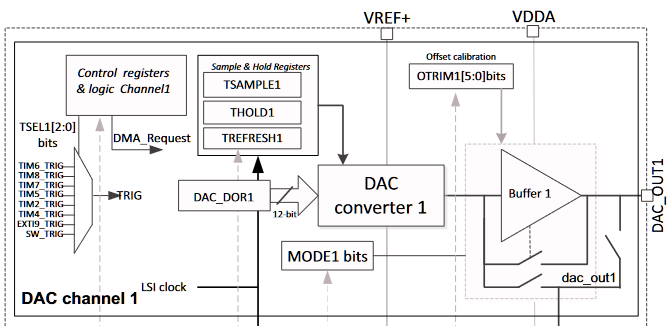 VREF+
VDDA
Control registers
& logic Channel1
Sample & Hold Registers
TSAMPLE1
THOLD1
TREFRESH1
Offset calibration
OTRIM1[5:0]bits
TSEL1[2:0]
bits
DMA_Request
TIM6_TRIG
TIM8_TRIG
TIM7_TRIG
TIM5_TRIG
TIM2_TRIG
TIM4_TRIG
EXTI9_TRIG
SW_TRIG
TRIG
DAC_DOR1
12-bit
DAC
converter 1
Buffer 1
DAC_OUT1
MODE1 bits
dac_out1
LSI clock
DAC channel 1